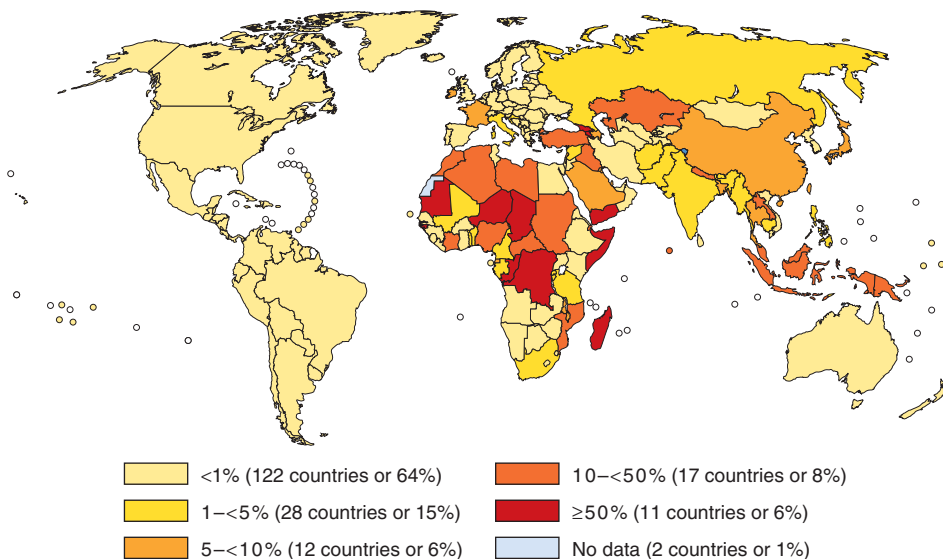 <1% (122 countries or 64%)
1–<5% (28 countries or 15%)
5–<10% (12 countries or 6%)
10–<50% (17 countries or 8%)
≥50% (11 countries or 6%)
No data (2 countries or 1%)